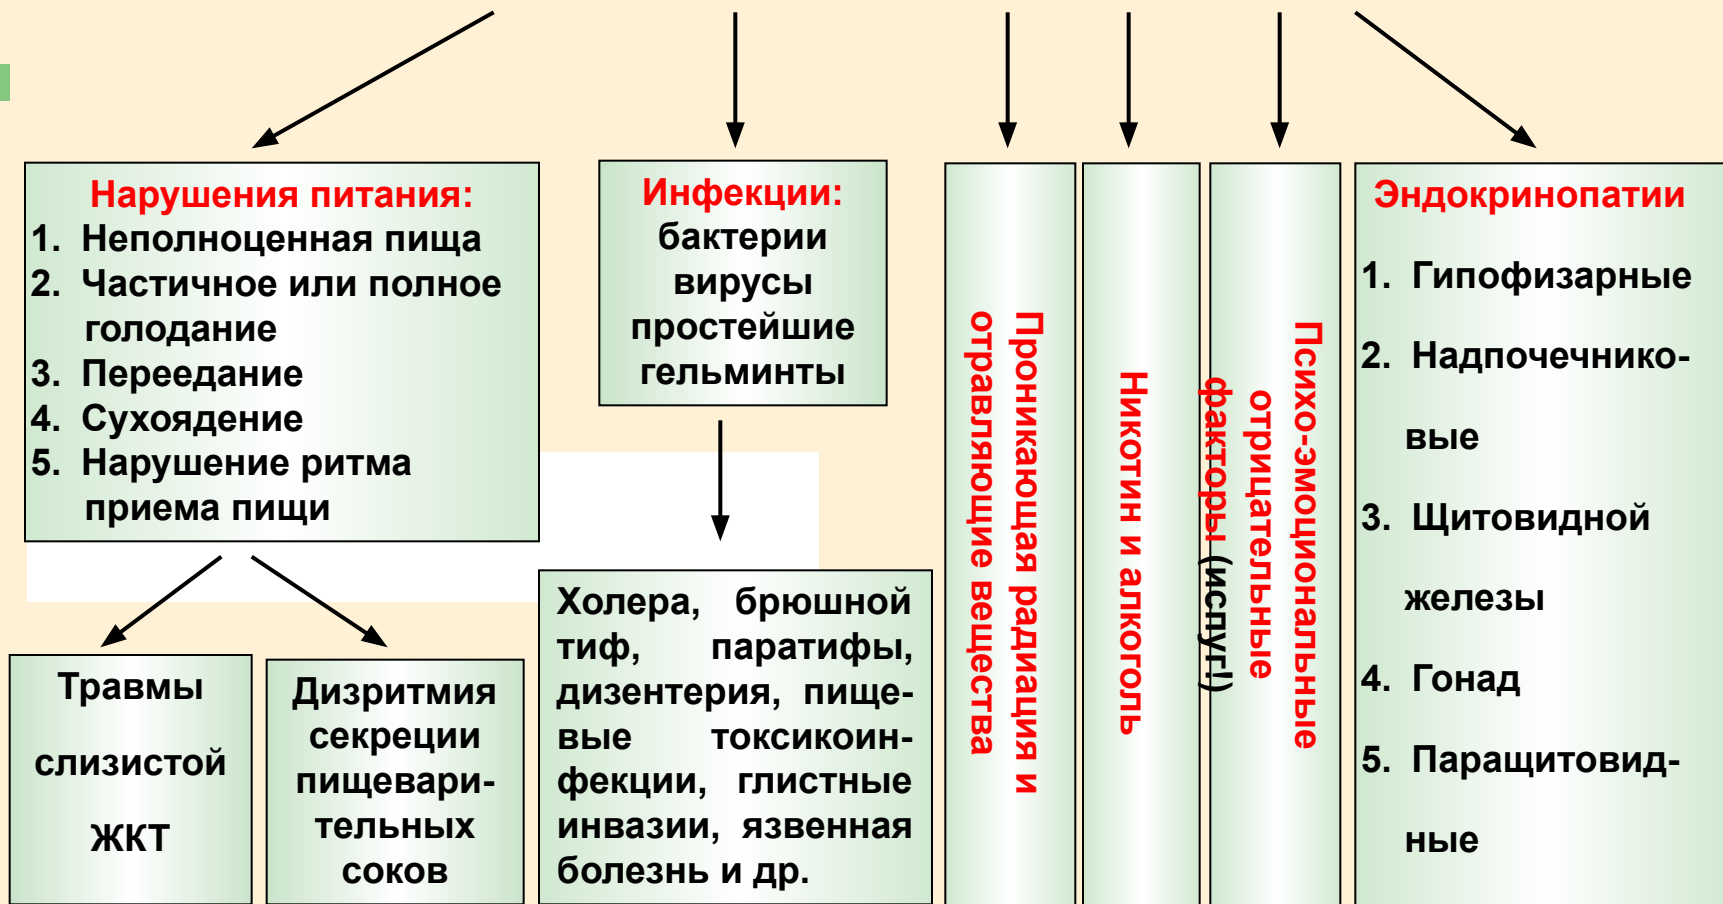 Нарушения питания:
1. Неполноценная пища
2. Частичное или полное
голодание
3. Переедание
4. Сухоядение
5. Нарушение ритма
приема пищи
Травмы
слизистой
ЖКТ
Дизритмия
секреции
пищевари-
тельных
соков
Инфекции:
бактерии
вирусы
простейшие
гельминты
Холера, брюшной
тиф, паратифы,
дизентерия, пище-
вые токсикоин-
фекции, глистные
инвазии, язвенная
болезнь и др.
Проникающая радиация и
отравляющие вещества
Никотин и алкоголь
Психо-эмоциональные
отрицательные
факторы (испуг!)
Эндокринопатии
1. Гипофизарные
2. Надпочечнико-
вые
3. Щитовидной
железы
4. Гонад
5. Паращитовид-
ные